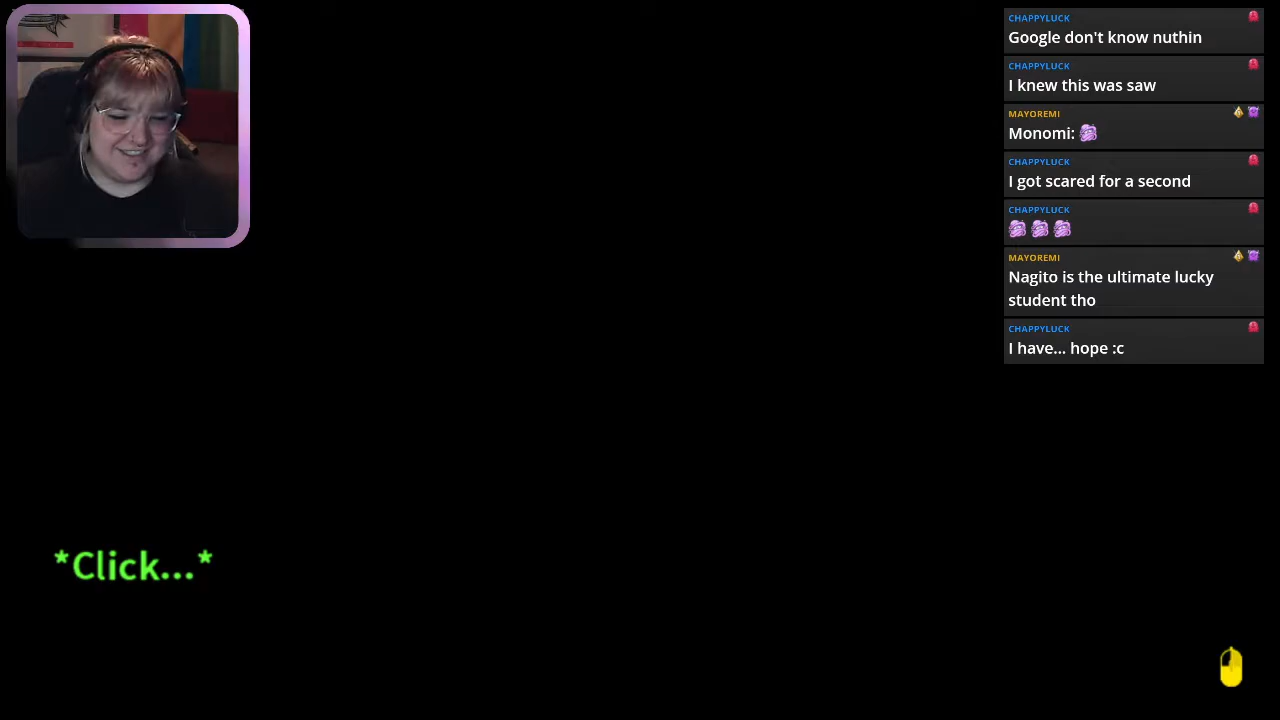 CHAPPYLUCK
Google don't know nuthin
CHAPPYLUCK
I knew this was saw
MAYOREMI
Monomi:
CHAPPYLUCK
I got scared for a second
CHAPPYLUCK
MAYOREMI
Nagito is the ultimate lucky
student tho
CHAPPYLUCK
I have... hope :c
*Click...*